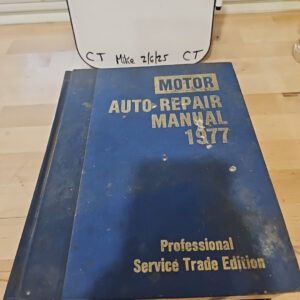 CT Mike 2/6/25 CT
MOTOR
AUTO-REPAIR
MANUAL
1977
Professional
Service Trade Edition